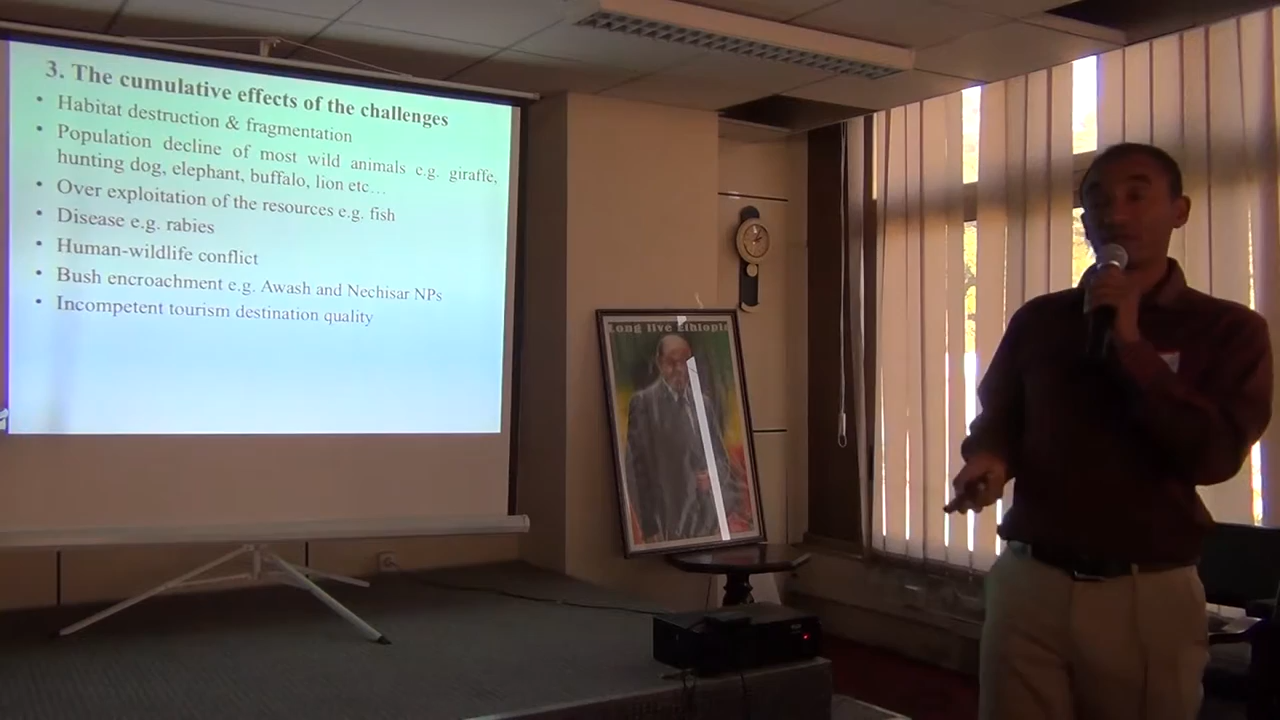 3. The cumulative effects of the challenges
• Habitat destruction & fragmentation
• Population decline of most wild animals e.g. giraffe,
hunting dog, elephant, buffalo, lion etc…
• Over exploitation of the resources e.g. fish
• Disease e.g. rabies
• Human-wildlife conflict
• Bush encroachment e.g. Awash and Nechisar NPs
• Incompetent tourism destination quality
Long live Ethiopia